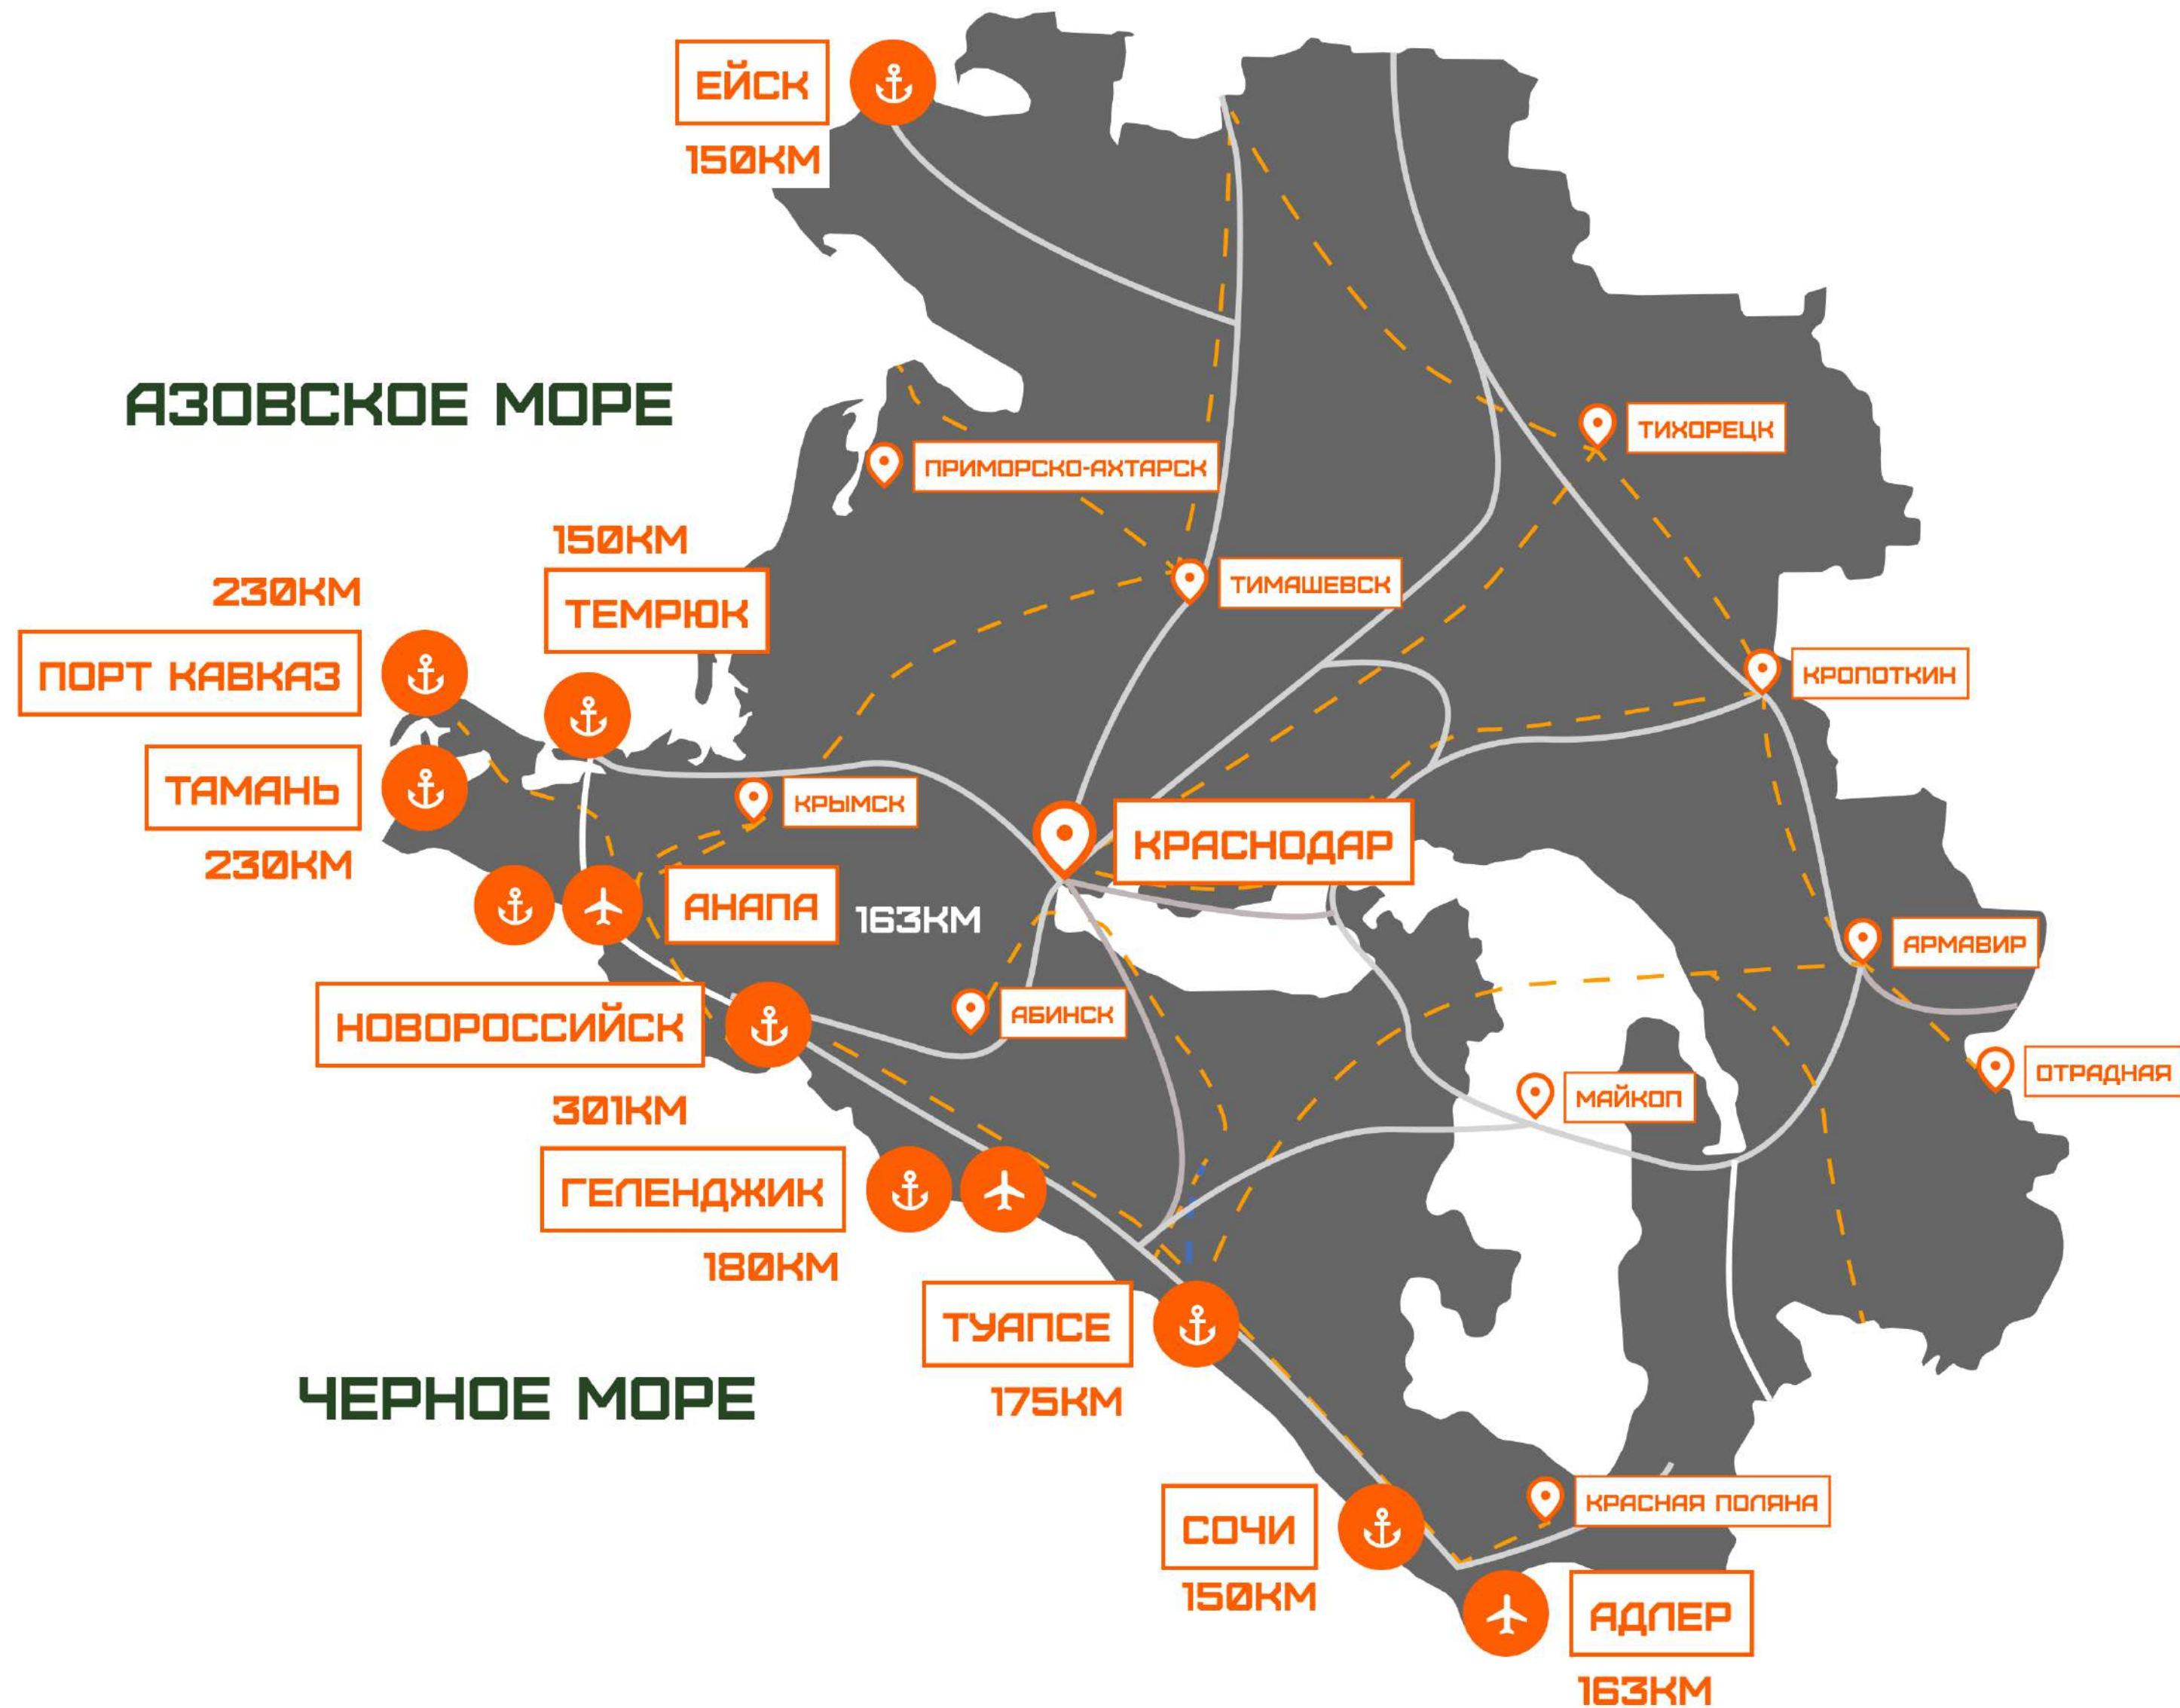 ЕЙСК
150КМ
АЗОВСКОЕ МОРЕ
ТИХОРЕЦК
ПРИМОРСКО-АХТАРСК
150КМ
ТЕМРЮК
230КМ
ПОРТ КАВКАЗ
ТИМАШЕВСК
КРОПОТКИН
ТАМАНЬ
230КМ
КРЫМСК
КРАСНОДАР
АНАПА
163КМ
АРМАВИР
НОВОРОССИЙСК
301КМ
АБИНСК
МАЙКОП
ОТРАДНАЯ
ГЕЛЕНДЖИК
180КМ
ТУАПСЕ
175КМ
ЧЕРНОЕ МОРЕ
СОЧИ
150КМ
КРАСНАЯ ПОЛЯНА
АДЛЕР
163КМ